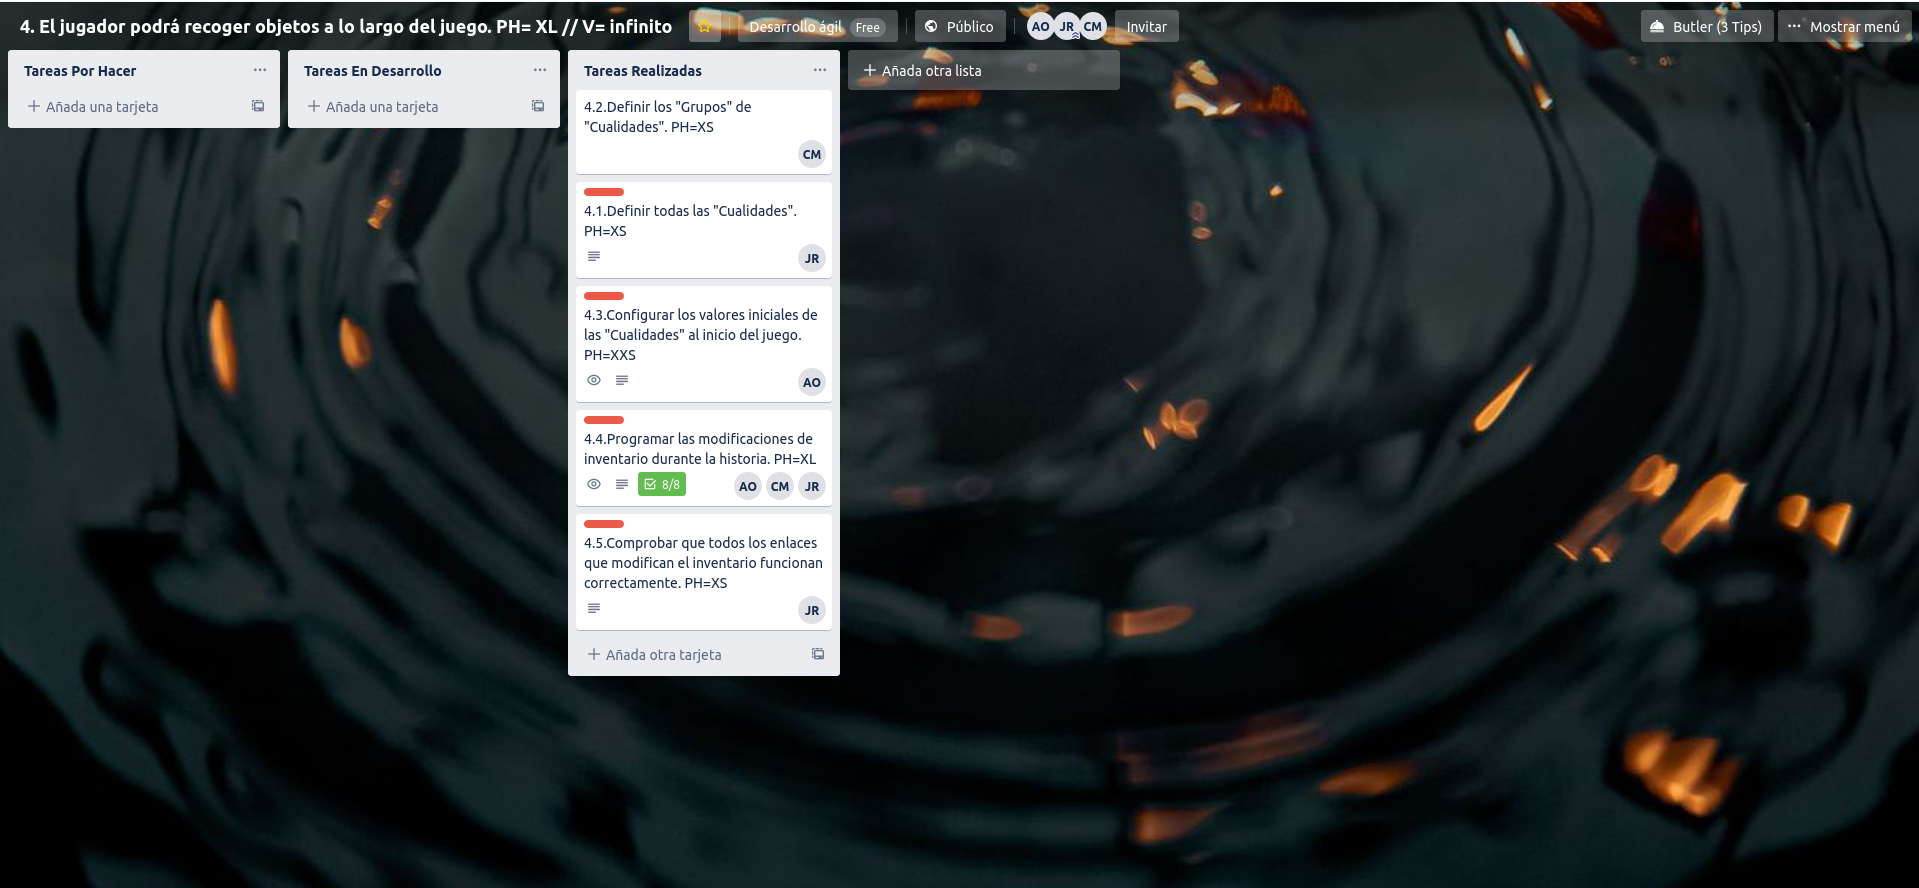 4. El jugador podrá recoger objetos a lo largo del juego. PH= XL // V= infinito
Desarrollo ágil Free
Público
AO JR CM
Invitar
Butler (3 Tips)
Mostrar menú
Tareas Por Hacer
Añada una tarjeta
Tareas En Desarrollo
Añada una tarjeta
Tareas Realizadas
4.2.Definir los "Grupos" de
"Cualidades". PH=XS
CM
4.1.Definir todas las "Cualidades".
PH=XS
JR
4.3.Configurar los valores iniciales de
las "Cualidades" al inicio del juego.
PH=XXS
AO
4.4.Programar las modificaciones de
inventario durante la historia. PH=XL
8/8 AO CM JR
4.5.Comprobar que todos los enlaces
que modifican el inventario funcionan
correctamente. PH=XS
JR
Añada otra tarjeta
Añada otra lista